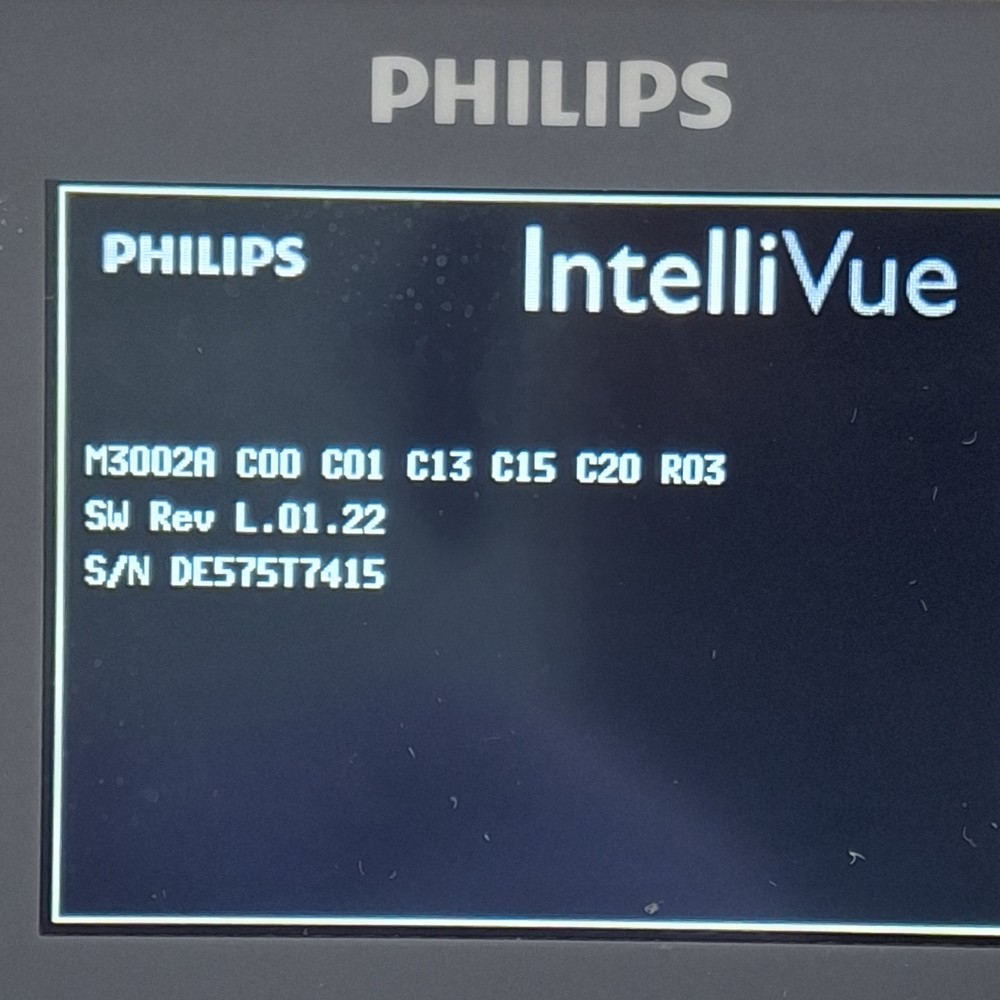 PHILIPS
PHILIPS IntelliVue
M3002A C00 C01 C13 C15 C20 R03
SW Rev L.01.22
S/N DE575T7415